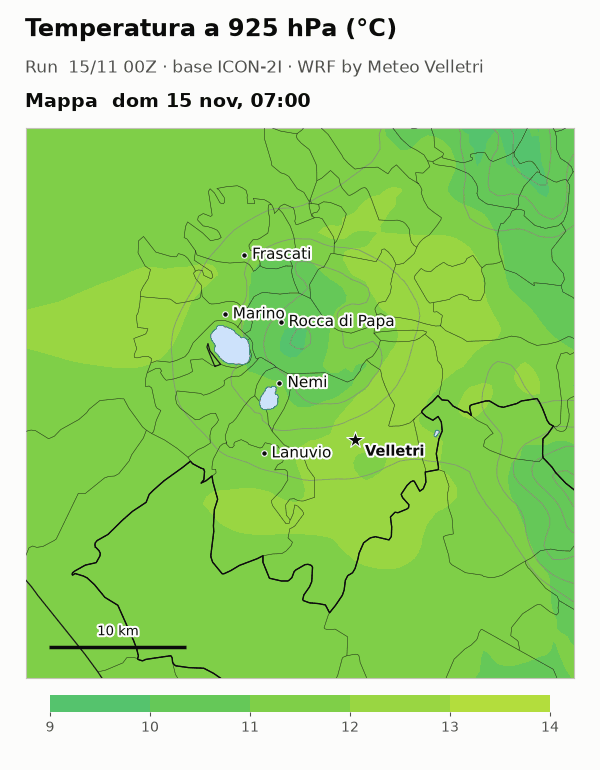 Temperatura a 925 hPa (°C)
Run  15/11 00Z · base ICON-2I · WRF by Meteo Velletri
Mappa  dom 15 nov, 07:00
Frascati
Marino
Rocca di Papa
Nemi
Velletri
Lanuvio
10 km
9 10 11 12 13 14